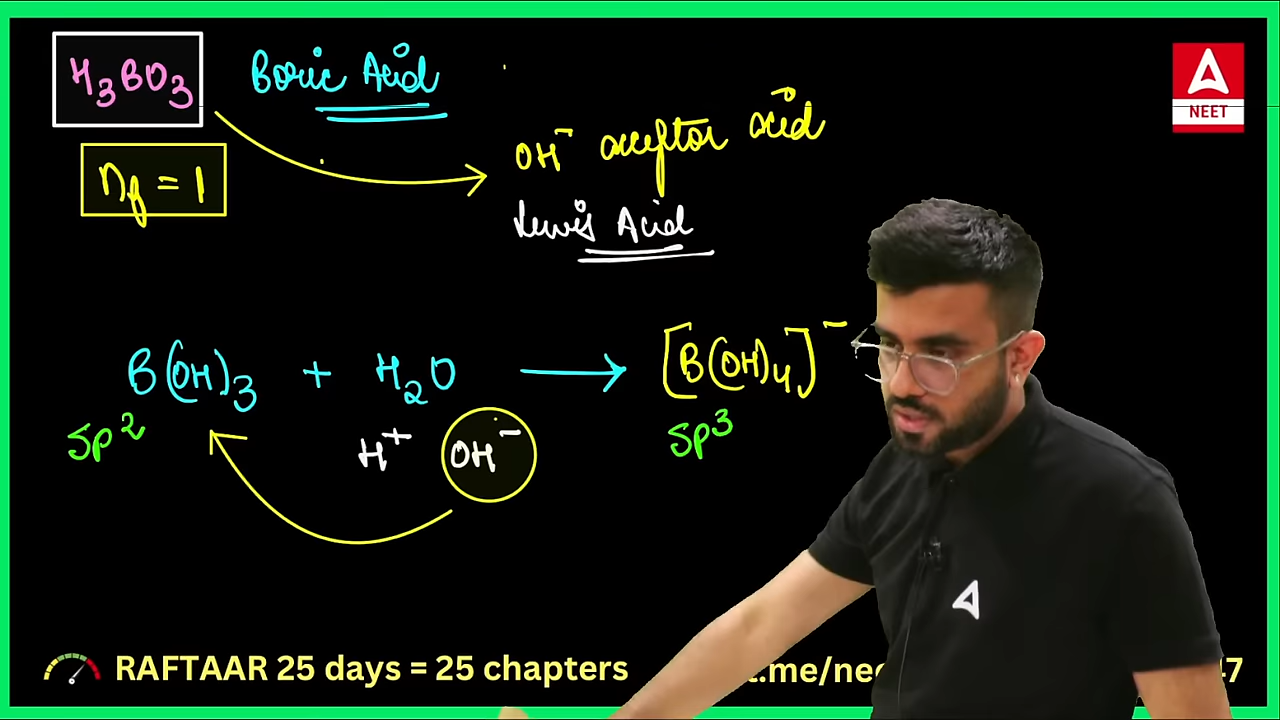 H₃BO₃ Boric Acid
NEET
n_f = 1
OH⁻ acceptor acid
Lewis Acid
B(OH)₃ + H₂O ⟶ [B(OH)₄]⁻
sp² H⁺ OH⁻ sp³
RAFTAAR 25 days = 25 chapters